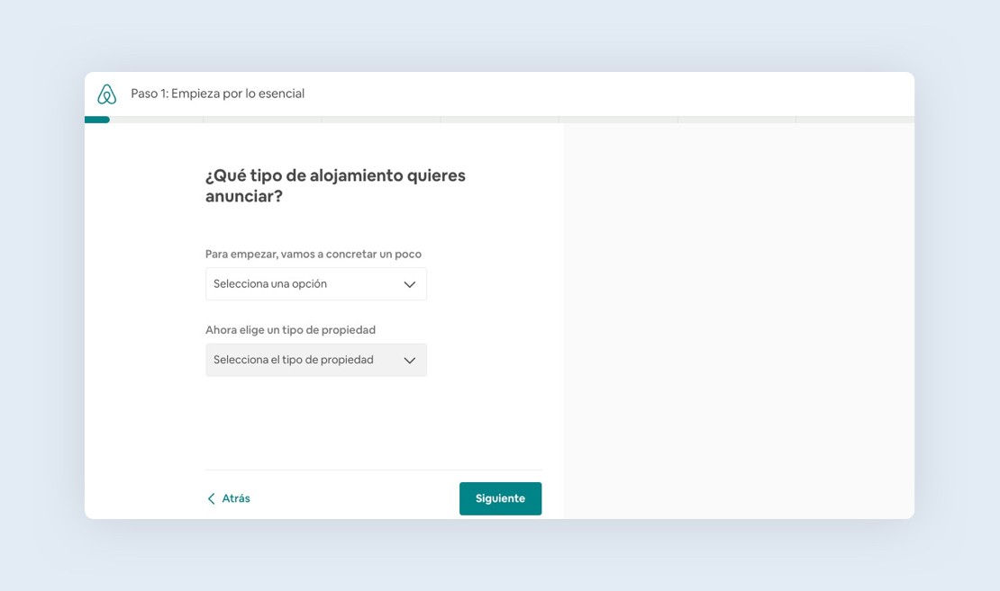 Paso 1: Empieza por lo esencial
¿Qué tipo de alojamiento quieres
anunciar?
Para empezar, vamos a concretar un poco
Selecciona una opción
Ahora elige un tipo de propiedad
Selecciona el tipo de propiedad
Atrás
Siguiente